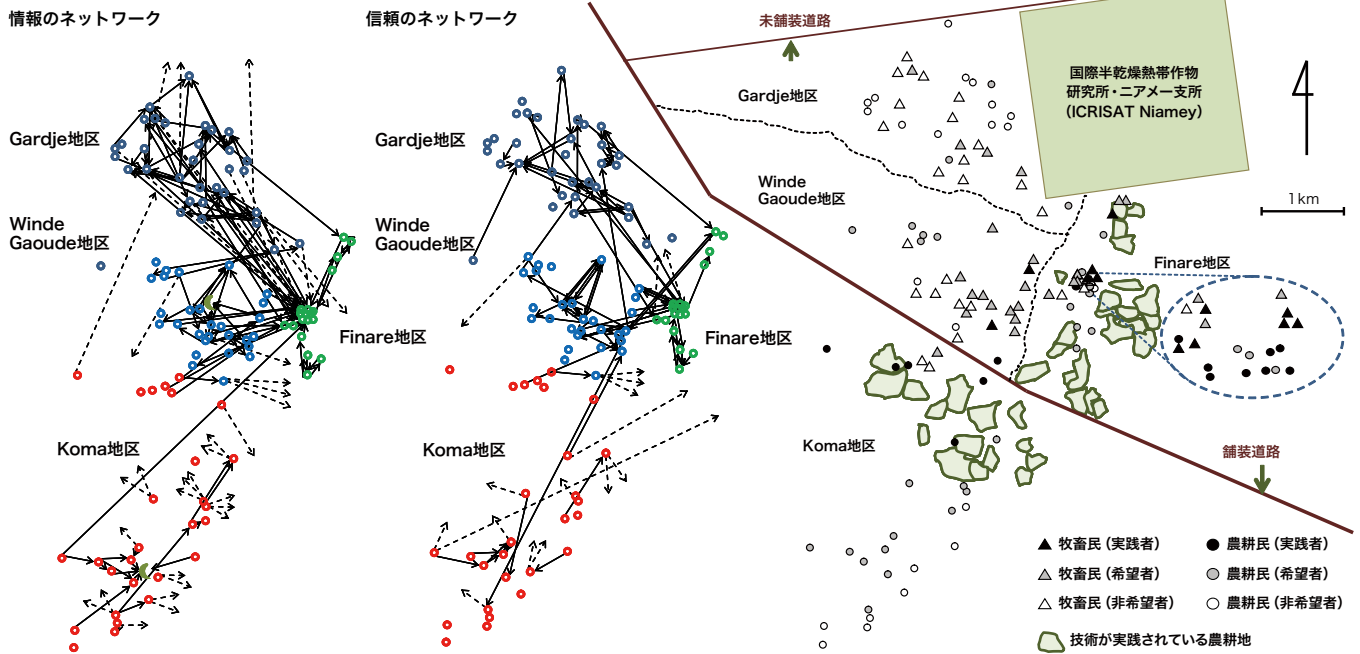 情報のネットワーク
Gardje地区
Winde
Gaoude地区
Finare地区
Koma地区
信頼のネットワーク
Gardje地区
Winde
Gaoude地区
Finare地区
Koma地区
未舗装道路
国際半乾燥熱帯作物
研究所・ニアメー支所
(ICRISAT Niamey)
Gardje地区
Winde
Gaoude地区
1km
Finare地区
Koma地区
舗装道路
牧畜民(実践者)
農耕民(実践者)
牧畜民(希望者)
農耕民(希望者)
牧畜民(非希望者)
農耕民(非希望者)
技術が実践されている農耕地